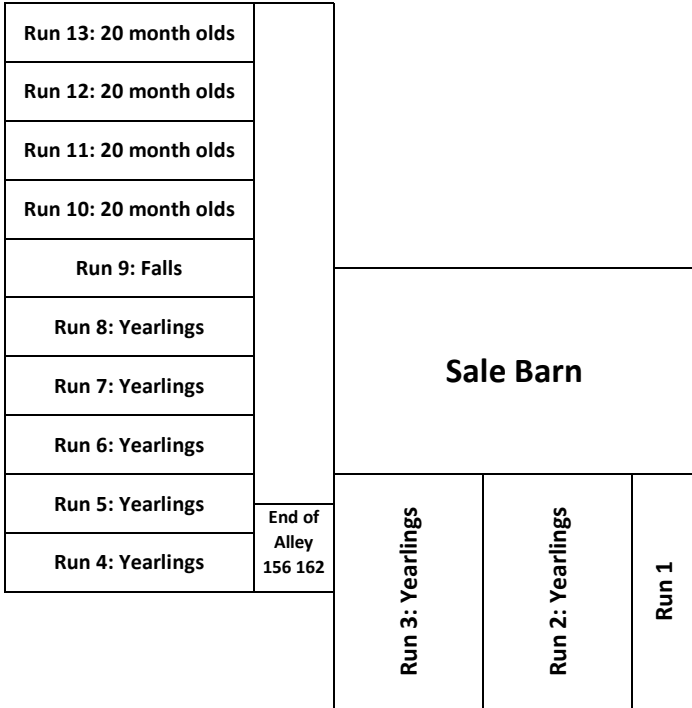 Run 13: 20 month olds
Run 12: 20 month olds
Run 11: 20 month olds
Run 10: 20 month olds
Run 9: Falls
Run 8: Yearlings
Run 7: Yearlings
Run 6: Yearlings
Run 5: Yearlings
Run 4: Yearlings
End of
Alley
156 162
Sale Barn
Run 3: Yearlings
Run 2: Yearlings
Run 1